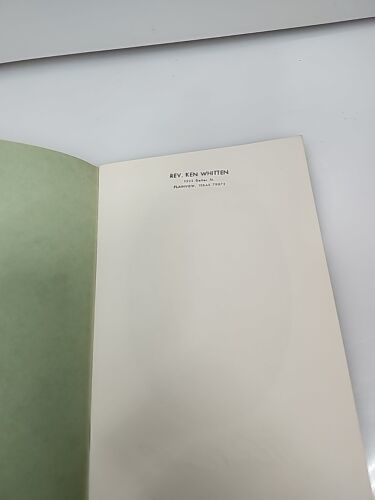 REV. KEN WHITTEN
PLAINVIEW, TEXAS 79072